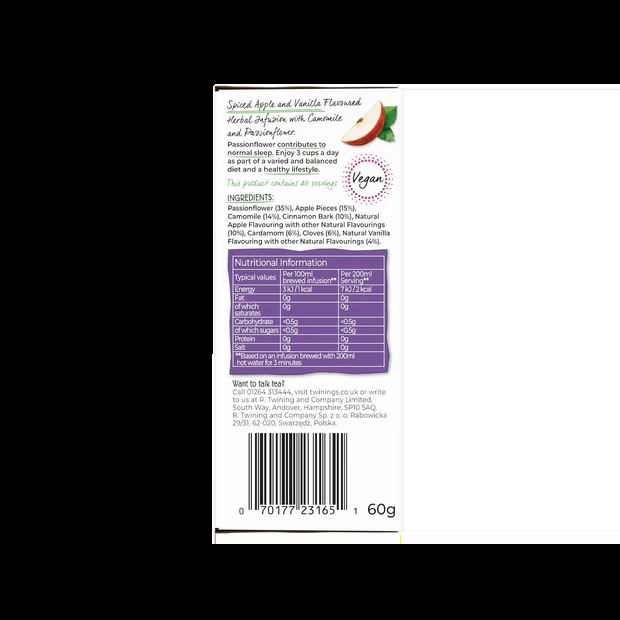 Spiced Apple and Vanilla Flavoured
Herbal Infusion with Camomile
and Passionflower.
Passionflower contributes to
normal sleep. Enjoy 3 cups a day
as part of a varied and balanced
diet and a healthy lifestyle.
This product contains 40 servings
Vegan
INGREDIENTS:
Passionflower (35%), Apple Pieces (15%),
Camomile (14%), Cinnamon Bark (10%), Natural
Apple Flavouring with other Natural Flavourings
(10%), Cardamom (6%), Cloves (6%), Natural Vanilla
Flavouring with other Natural Flavourings (4%).
Nutritional Information
Typical values Per 100ml brewed infusion** Per 200ml Serving**
Energy 3 kJ/1 kcal 7 kJ/2 kcal
Fat 0g 0g
of which saturates 0g 0g
Carbohydrate <0.5g <0.5g
of which sugars <0.5g <0.5g
Protein 0g 0g
Salt 0g 0g
**Based on an infusion brewed with 200ml
hot water for 3 minutes
Want to talk tea?
Call 01264 313444, visit twinings.co.uk or write
to us at R. Twining and Company Limited,
South Way, Andover, Hampshire, SP10 5AQ.
R. Twining and Company Sp. z o. o. Rabowicka
29/31, 62-020, Swarzędz, Polska.
0 70177 23165 1 60g